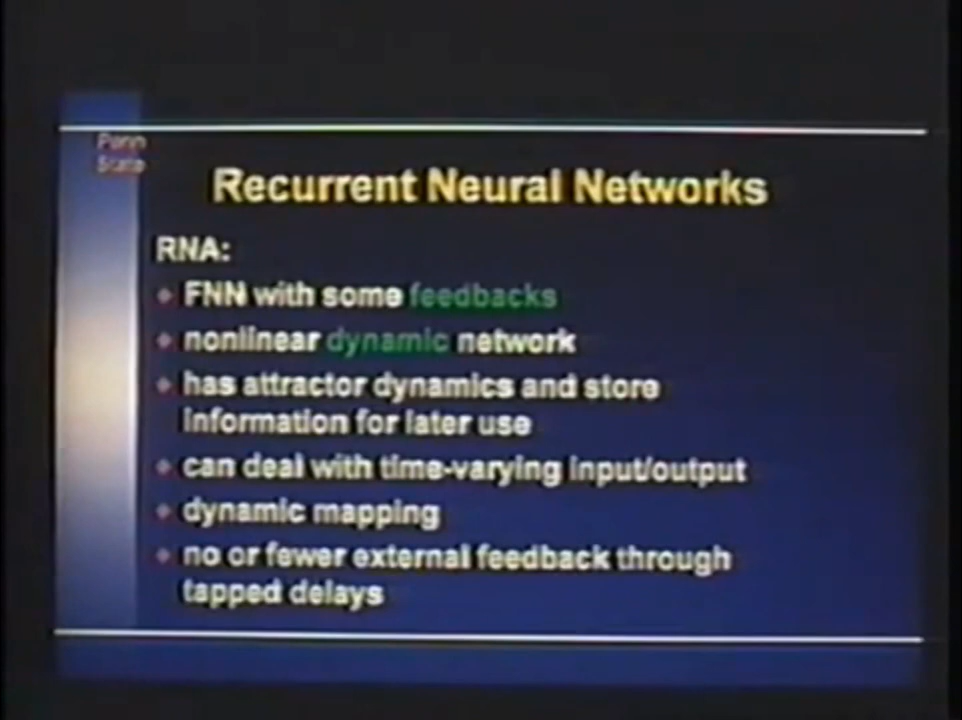 Penn
State
Recurrent Neural Networks
RNA:
FNN with some feedbacks
nonlinear dynamic network
has attractor dynamics and store
information for later use
can deal with time-varying input/output
dynamic mapping
no or fewer external feedback through
tapped delays